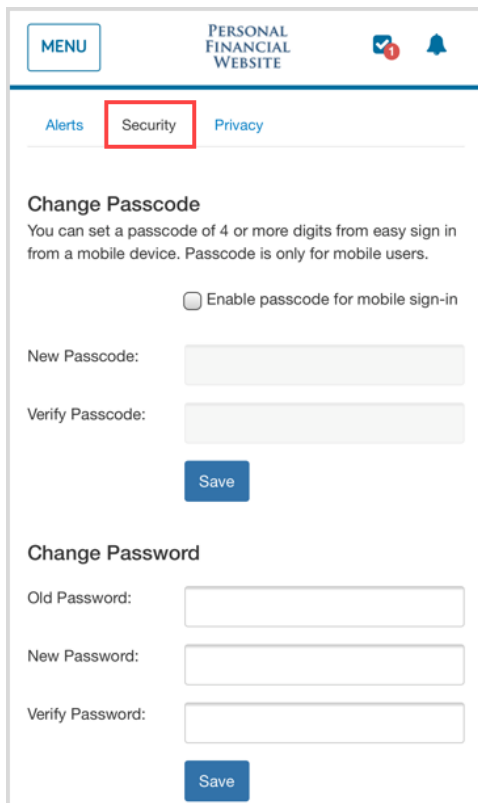 MENU
PERSONAL
FINANCIAL
WEBSITE
1
Alerts Security Privacy
Change Passcode
You can set a passcode of 4 or more digits from easy sign in
from a mobile device. Passcode is only for mobile users.
Enable passcode for mobile sign-in
New Passcode:
Verify Passcode:
Save
Change Password
Old Password:
New Password:
Verify Password:
Save